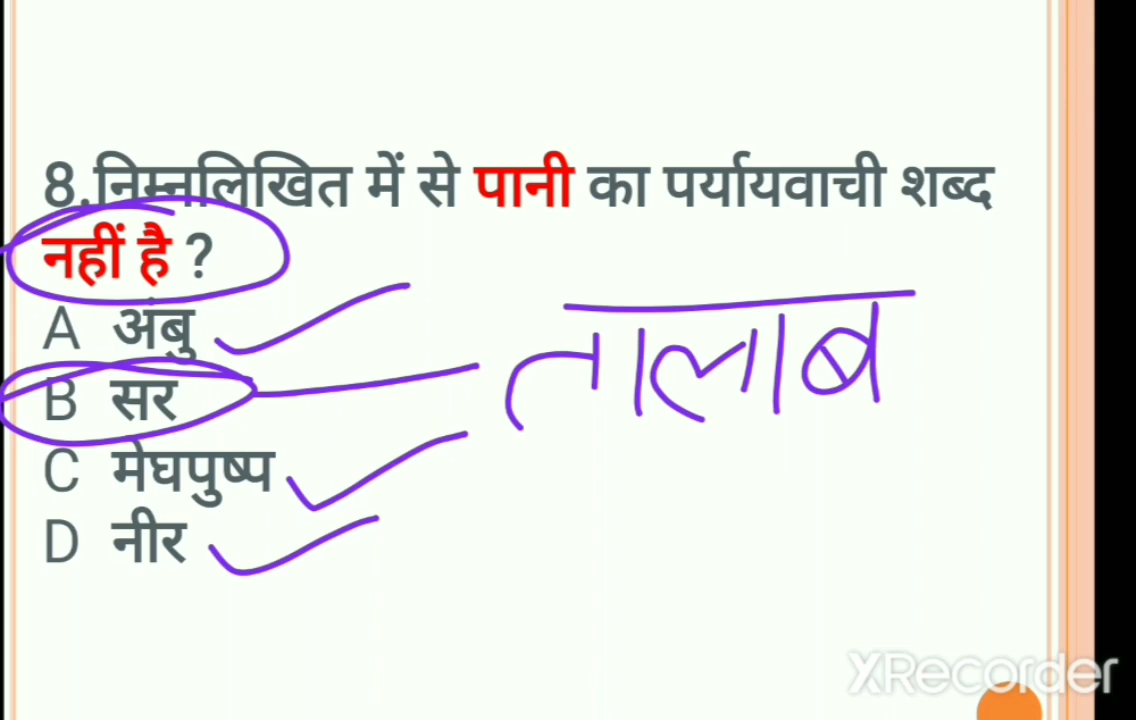 8.निम्नलिखित में से पानी का पर्यायवाची शब्द
नहीं है ?
A अंबु
B सर
तालाब
C मेघपुष्प
D नीर
XRecorder